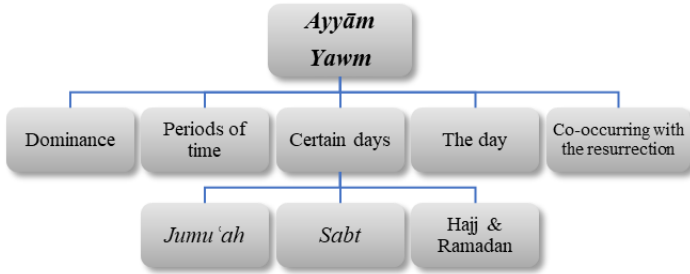 Ayyām
Yawm
Dominance
Periods of
time
Certain days
The day
Co-occurring with
the resurrection
Jumuʿah
Sabt
Hajj &
Ramadan